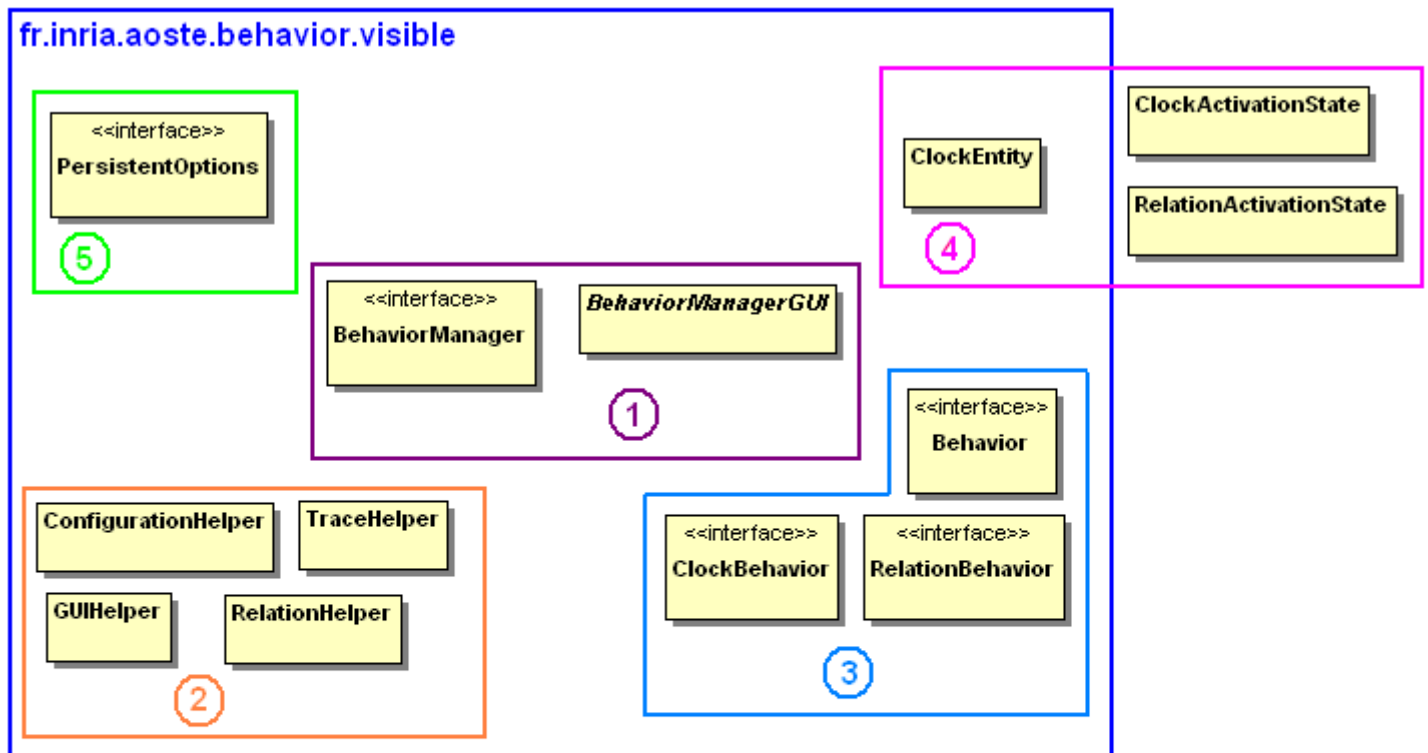 fr.inria.aoste.behavior.visible
<<interface>>
PersistentOptions
5
ClockEntity
ClockActivationState
RelationActivationState
4
<<interface>>
BehaviorManager
BehaviorManagerGUI
1
<<interface>>
Behavior
<<interface>>
ClockBehavior
<<interface>>
RelationBehavior
3
ConfigurationHelper
TraceHelper
GUIHelper
RelationHelper
2